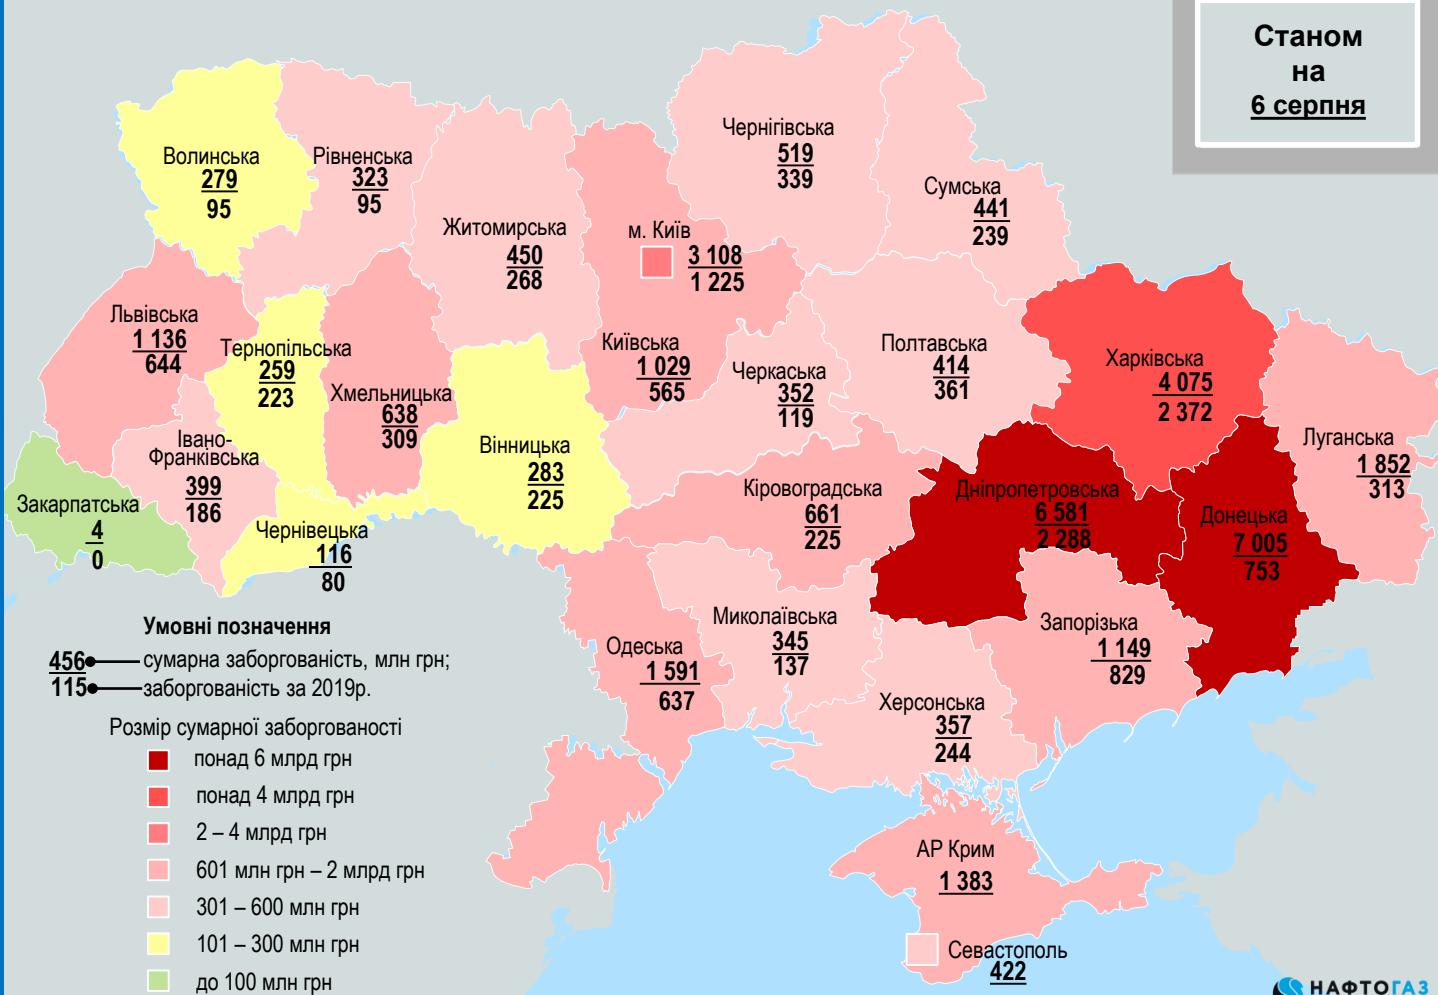 Станом
на
6 серпня
Чернігівська
519
339
Волинська
279
95
Рівненська
323
95
Сумська
441
239
Житомирська
450
268
м. Київ
3 108
1 225
Львівська
1 136
644
Тернопільська
259
223
Хмельницька
638
309
Київська
1 029
565
Черкаська
352
119
Полтавська
414
361
Харківська
4 075
2 372
Луганська
1 852
313
Івано-
Франківська
399
186
Вінницька
283
225
Закарпатська
4
0
Чернівецька
116
80
Кіровоградська
661
225
Дніпропетровська
6 581
2 288
Донецька
7 005
753
Миколаївська
345
137
Запорізька
1 149
829
Одеська
1 591
637
Херсонська
357
244
АР Крим
1 383
Севастополь
422
Умовні позначення
456 сумарна заборгованість, млн грн;
115 заборгованість за 2019р.
Розмір сумарної заборгованості
понад 6 млрд грн
понад 4 млрд грн
2 – 4 млрд грн
601 млн грн – 2 млрд грн
301 – 600 млн грн
101 – 300 млн грн
до 100 млн грн
НАФТОГАЗ